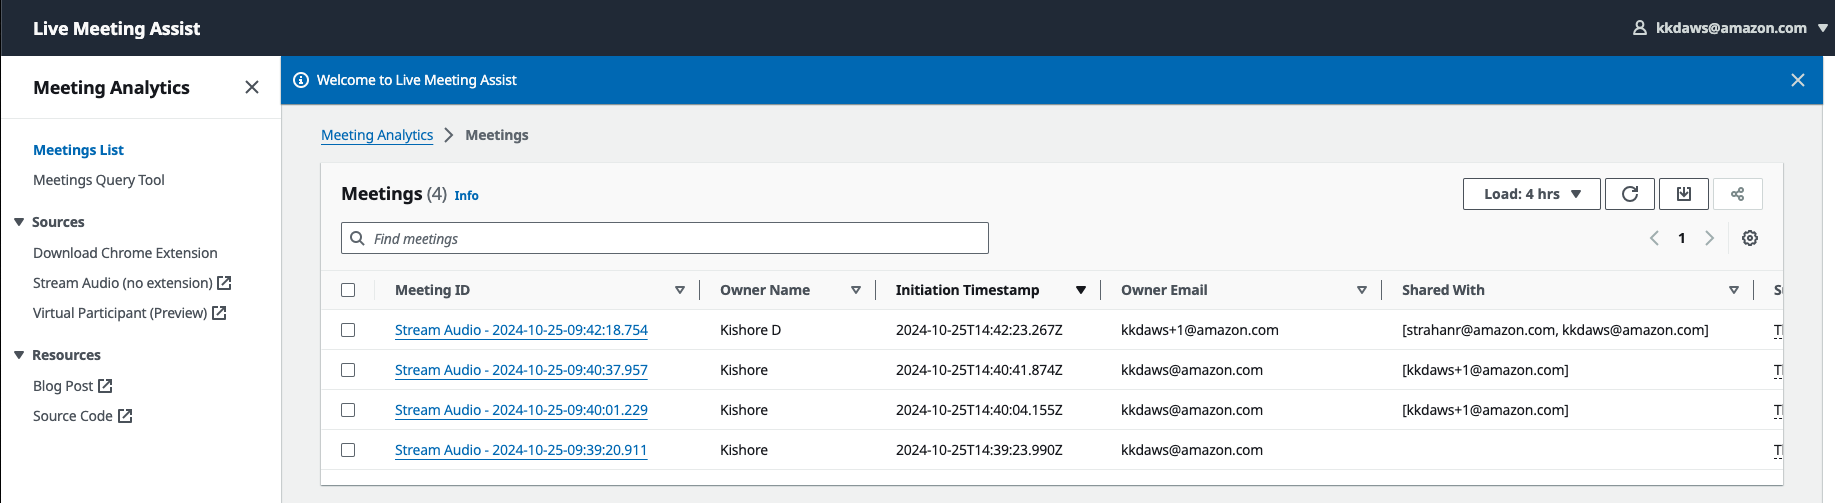 Live Meeting Assist
kkdaws@amazon.com
Meeting Analytics
Welcome to Live Meeting Assist
Meetings List
Meetings Query Tool
Sources
Download Chrome Extension
Stream Audio (no extension)
Virtual Participant (Preview)
Resources
Blog Post
Source Code
Meeting Analytics Meetings
Meetings (4) Info
Load: 4 hrs
Find meetings
1
Meeting ID Owner Name Initiation Timestamp Owner Email Shared With
Stream Audio - 2024-10-25-09:42:18.754 Kishore D 2024-10-25T14:42:23.267Z kkdaws+1@amazon.com [strahanr@amazon.com, kkdaws@amazon.com]
Stream Audio - 2024-10-25-09:40:37.957 Kishore 2024-10-25T14:40:41.874Z kkdaws@amazon.com [kkdaws+1@amazon.com]
Stream Audio - 2024-10-25-09:40:01.229 Kishore 2024-10-25T14:40:04.155Z kkdaws@amazon.com [kkdaws+1@amazon.com]
Stream Audio - 2024-10-25-09:39:20.911 Kishore 2024-10-25T14:39:23.990Z kkdaws@amazon.com